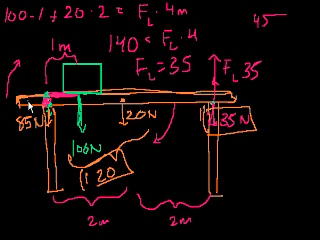 100·1 + 20·2 = F_L · 4m
45
1m
140 = F_L · 4
F_L = 35
F_L 35
85N
20N
35N
100N
120
2m
2m